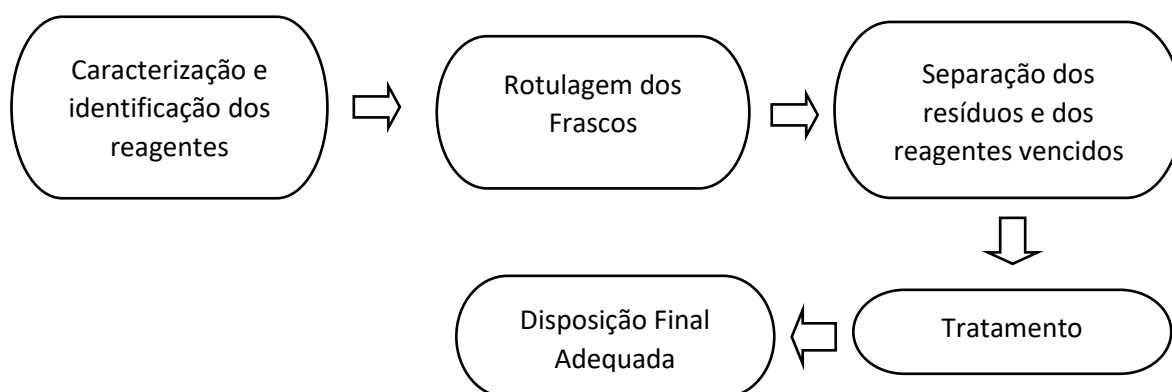 Caracterização e
identificação dos
reagentes
Rotulagem dos
Frascos
Separação dos
resíduos e dos
reagentes vencidos
Tratamento
Disposição Final
Adequada